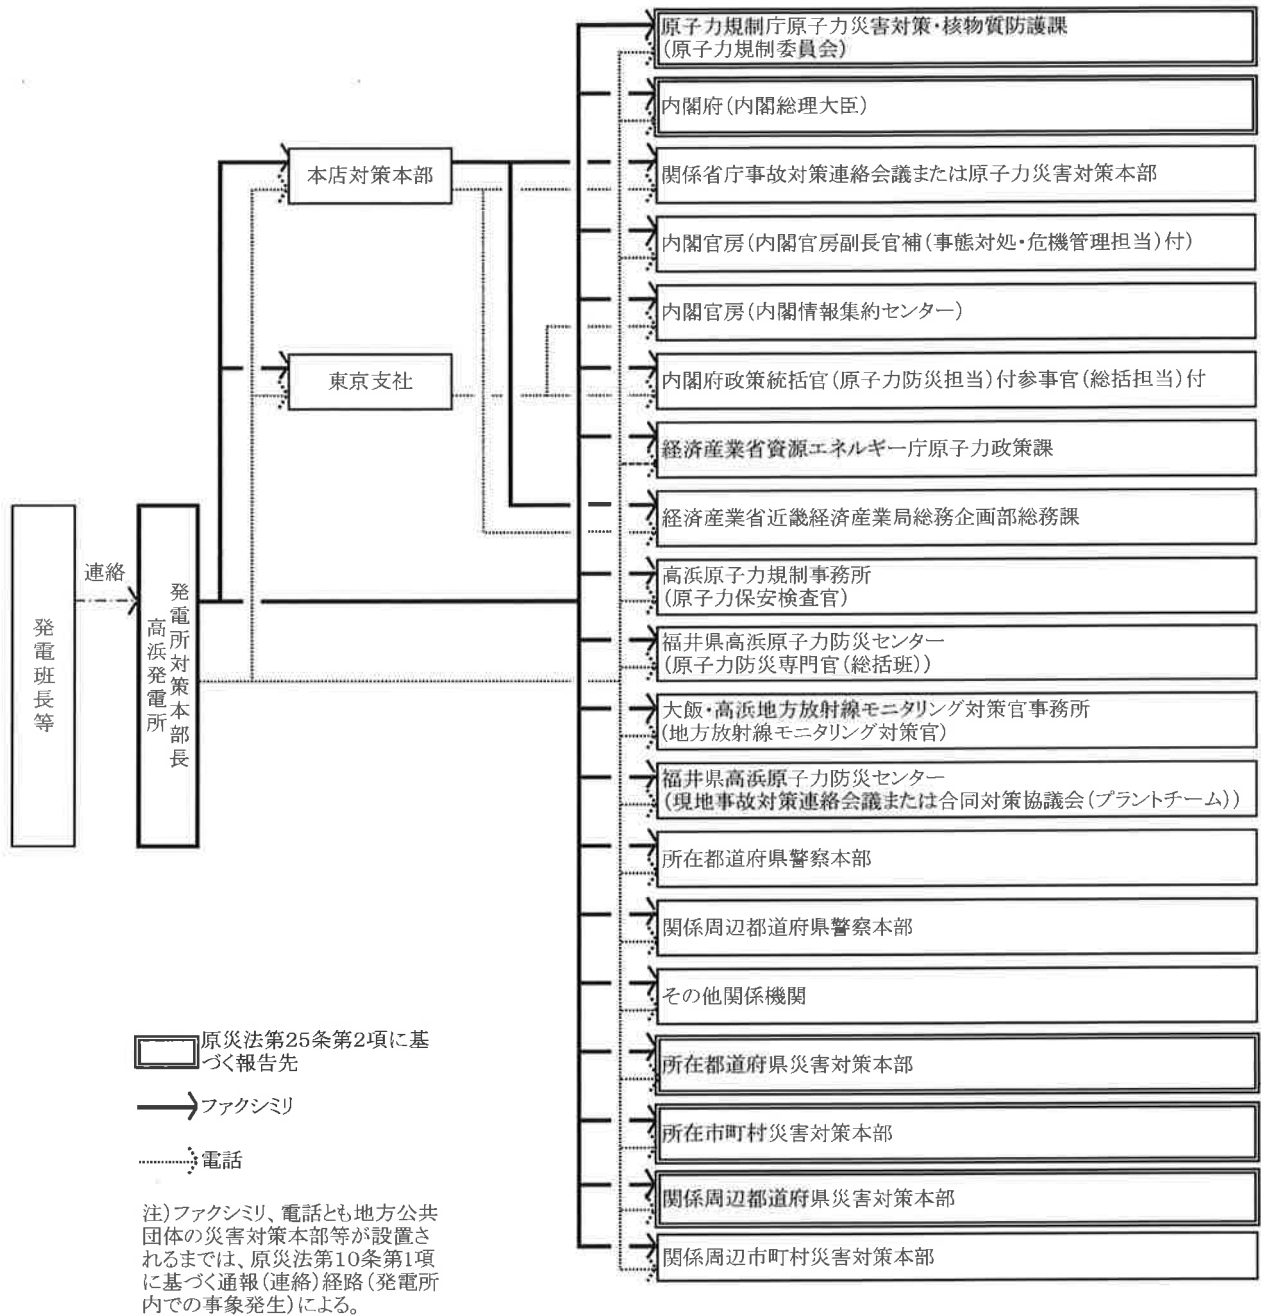 原子力規制庁原子力災害対策・核物質防護課
(原子力規制委員会)
内閣府(内閣総理大臣)
本店対策本部
関係省庁事故対策連絡会議または原子力災害対策本部
内閣官房(内閣官房副長官補(事態対処・危機管理担当)付)
内閣官房(内閣情報集約センター)
東京支社
内閣府政策統括官(原子力防災担当)付参事官(総括担当)付
経済産業省資源エネルギー庁原子力政策課
経済産業省近畿経済産業局総務企画部総務課
連絡
発電班長等
高浜発電所
発電所対策本部長
高浜原子力規制事務所
(原子力保安検査官)
福井県高浜原子力防災センター
(原子力防災専門官(総括班))
大飯・高浜地方放射線モニタリング対策官事務所
(地方放射線モニタリング対策官)
福井県高浜原子力防災センター
(現地事故対策連絡会議または合同対策協議会(プラントチーム))
所在都道府県警察本部
関係周辺都道府県警察本部
その他関係機関
所在都道府県災害対策本部
所在市町村災害対策本部
関係周辺都道府県災害対策本部
関係周辺市町村災害対策本部
原災法第25条第2項に基
づく報告先
ファクシミリ
電話
注)ファクシミリ、電話とも地方公共
団体の災害対策本部等が設置さ
れるまでは、原災法第10条第1項
に基づく通報(連絡)経路(発電所
内での事象発生)による。